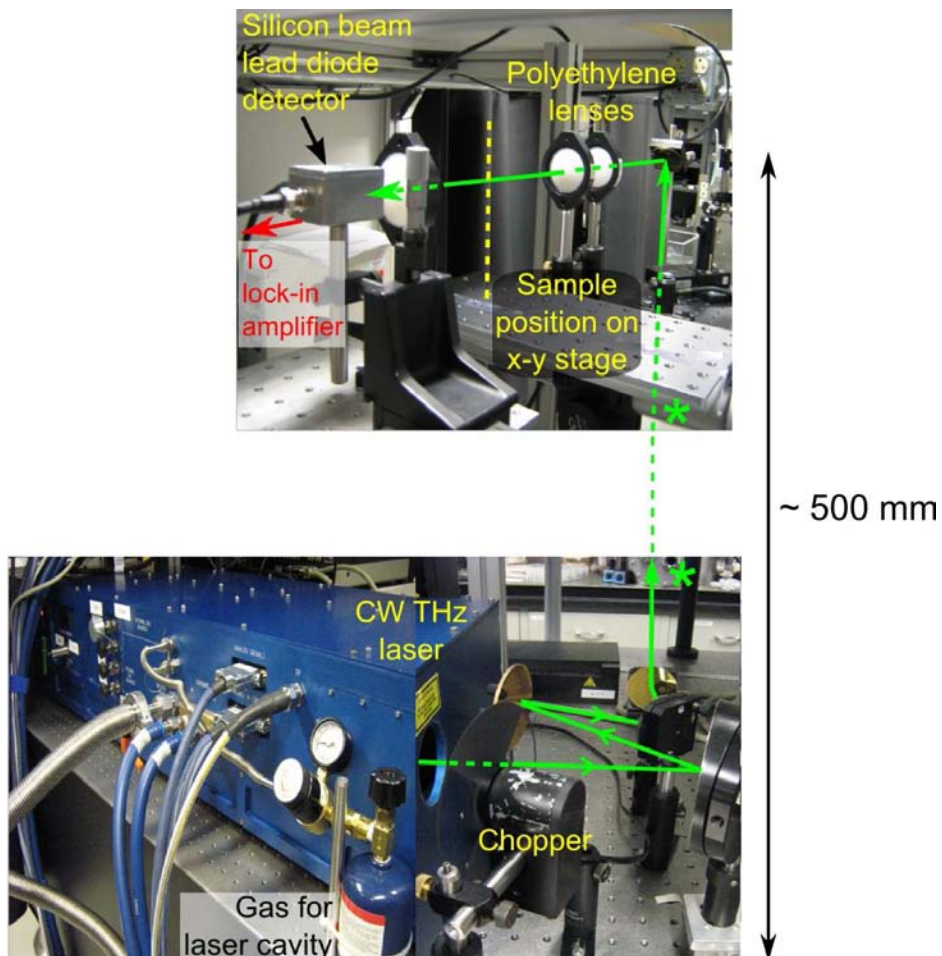 Silicon beam
lead diode
detector
Polyethylene
lenses
To
lock-in
amplifier
Sample
position on
x-y stage
*
~ 500 mm
*
CW THz
laser
Chopper
Gas for
laser cavity